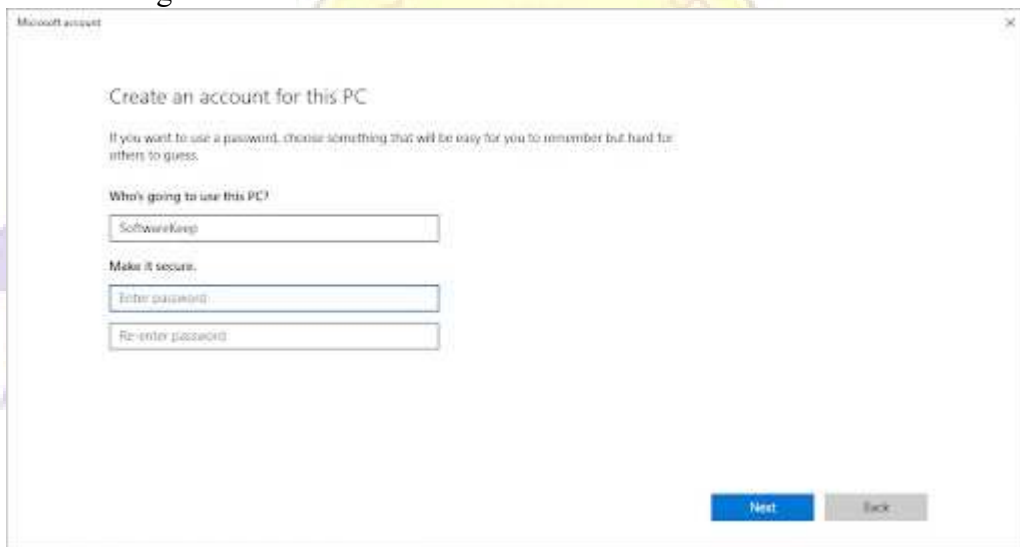 Microsoft account
Create an account for this PC
If you want to use a password, choose something that will be easy for you to remember but hard for
others to guess.
Who's going to use this PC?
SoftwareKeep
Make it secure.
Enter password
Re-enter password
Next
Back